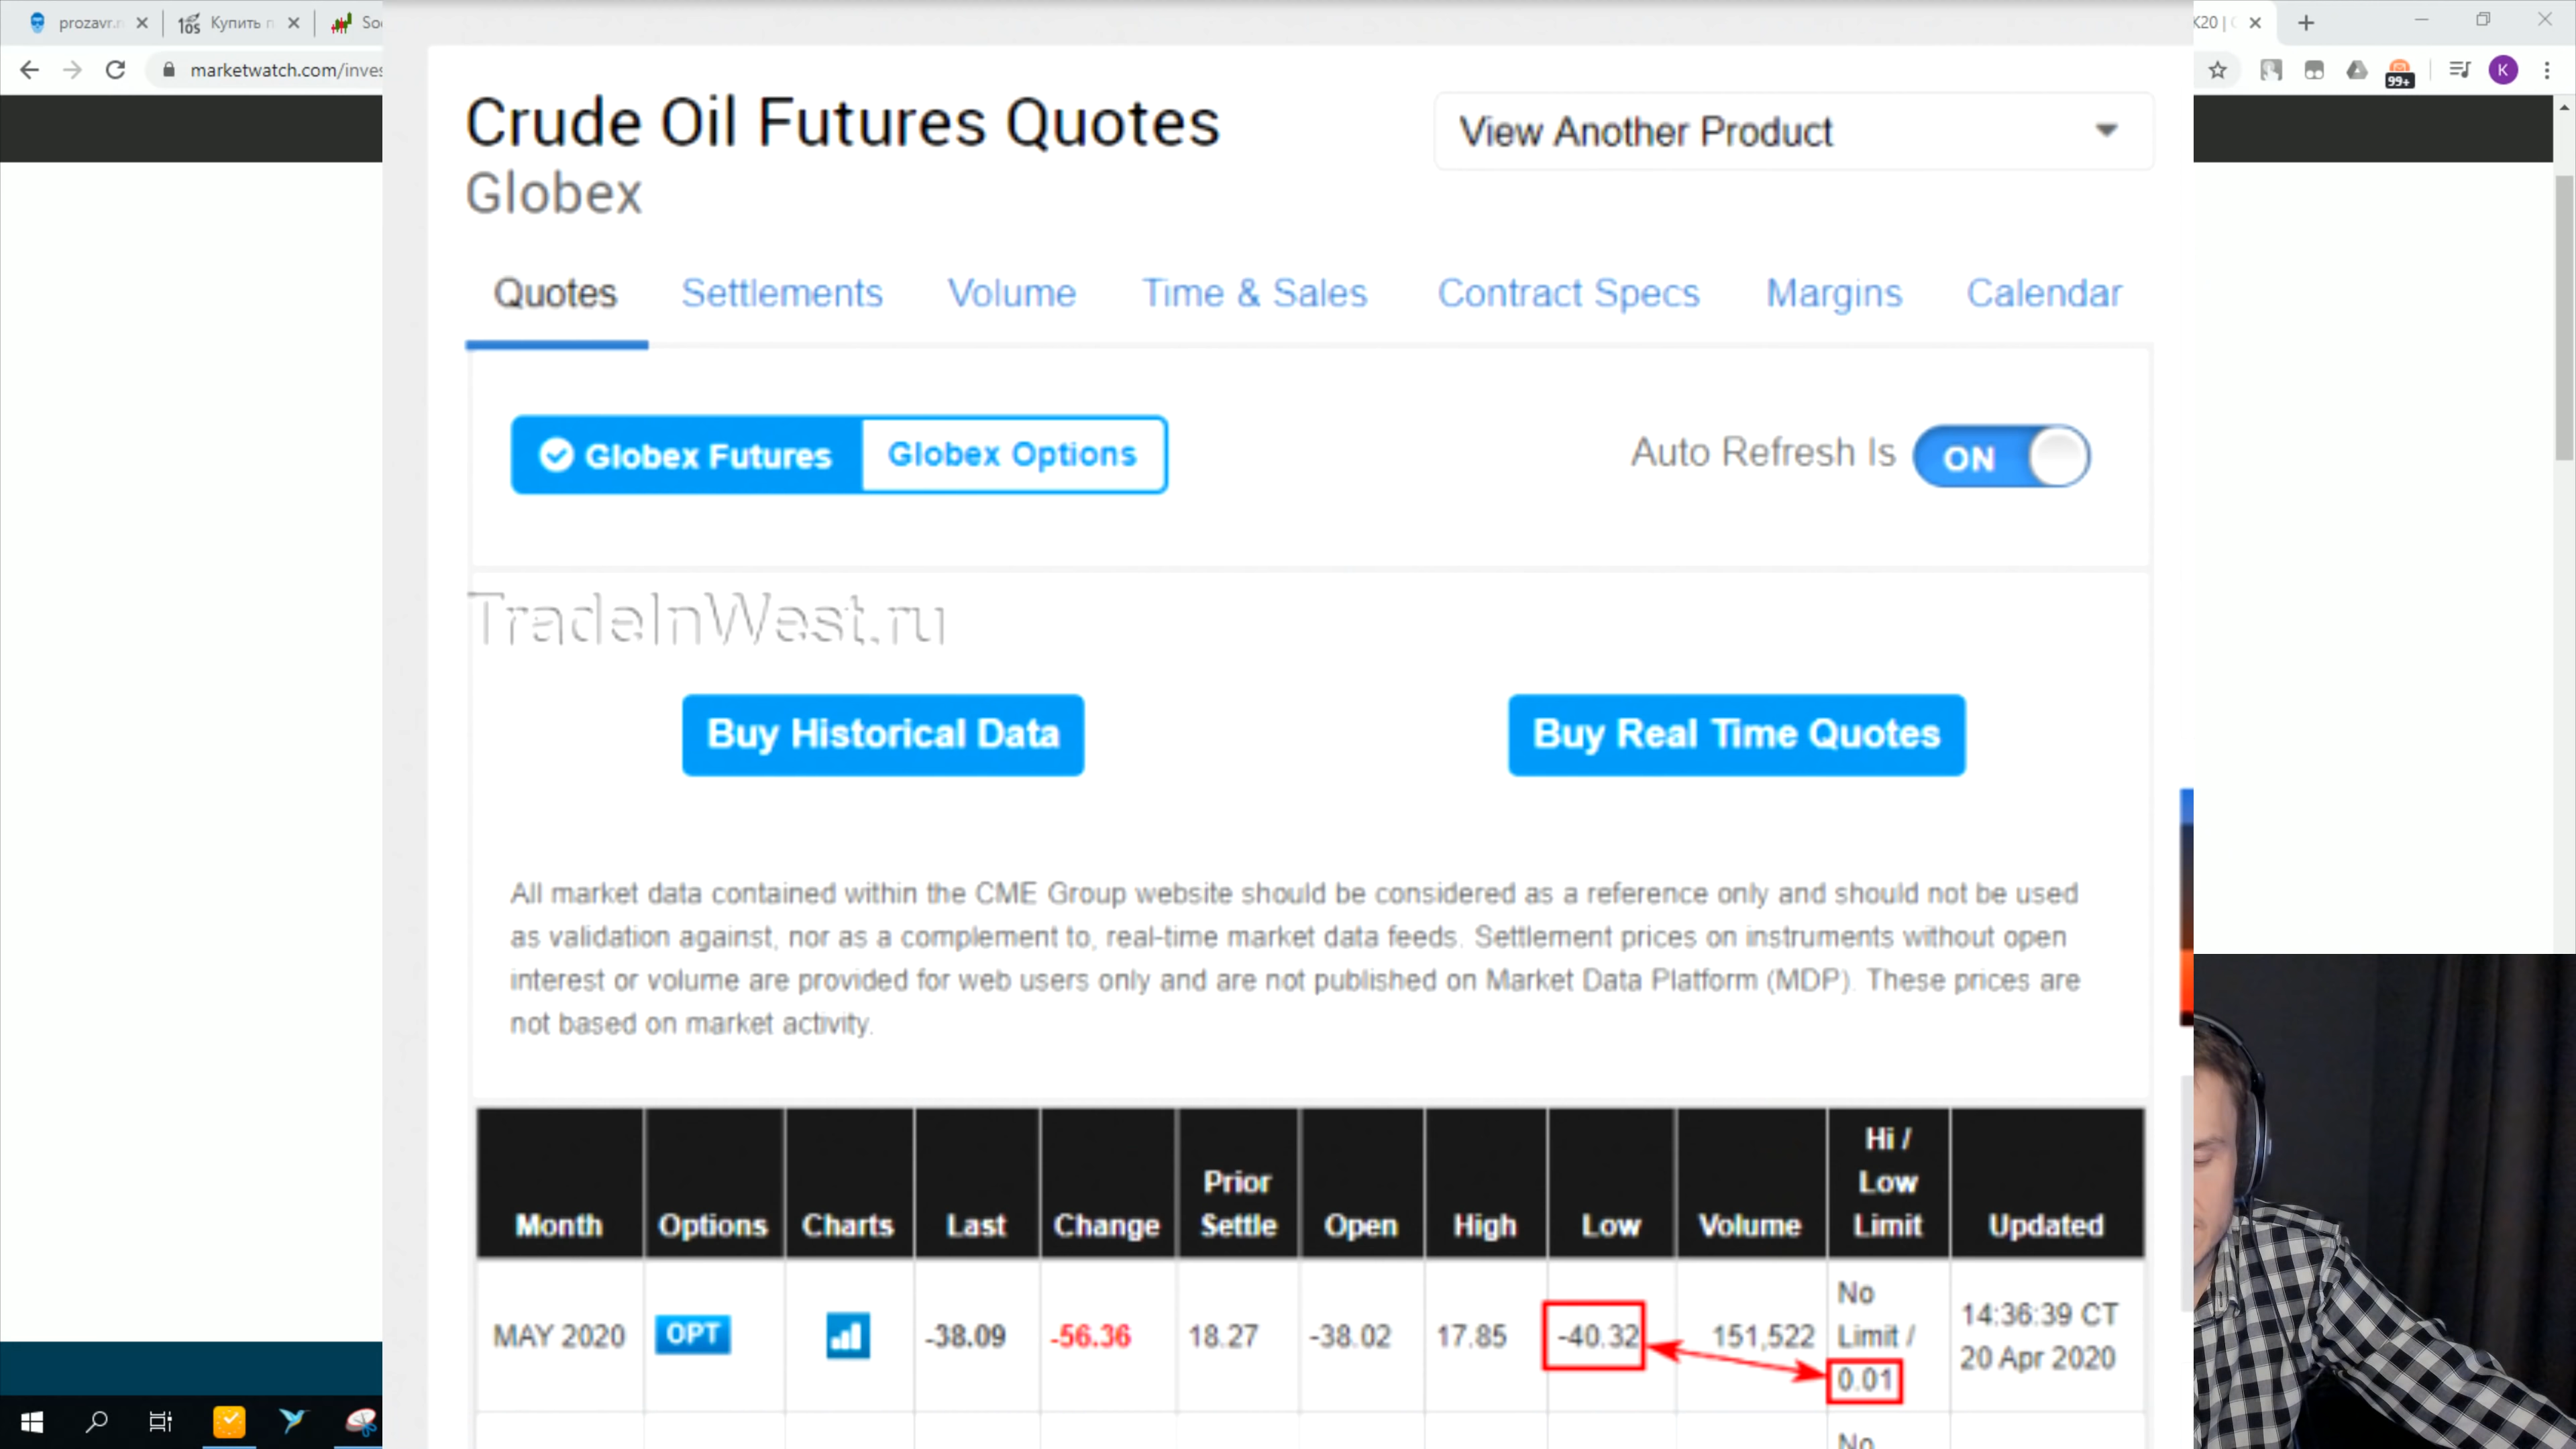 prozavr.r
Купить п
Soc
K20 | C
marketwatch.com/inves
99+
K
Crude Oil Futures Quotes
View Another Product
Globex
Quotes Settlements Volume Time & Sales Contract Specs Margins Calendar
Globex Futures Globex Options
Auto Refresh Is ON
TradeInWest.ru
Buy Historical Data
Buy Real Time Quotes
All market data contained within the CME Group website should be considered as a reference only and should not be used
as validation against, nor as a complement to, real-time market data feeds. Settlement prices on instruments without open
interest or volume are provided for web users only and are not published on Market Data Platform (MDP). These prices are
not based on market activity.
Month Options Charts Last Change Prior Settle Open High Low Volume Hi / Low Limit Updated
MAY 2020 OPT -38.09 -56.36 18.27 -38.02 17.85 -40.32 151,522 No Limit / 0.01 14:36:39 CT 20 Apr 2020
No